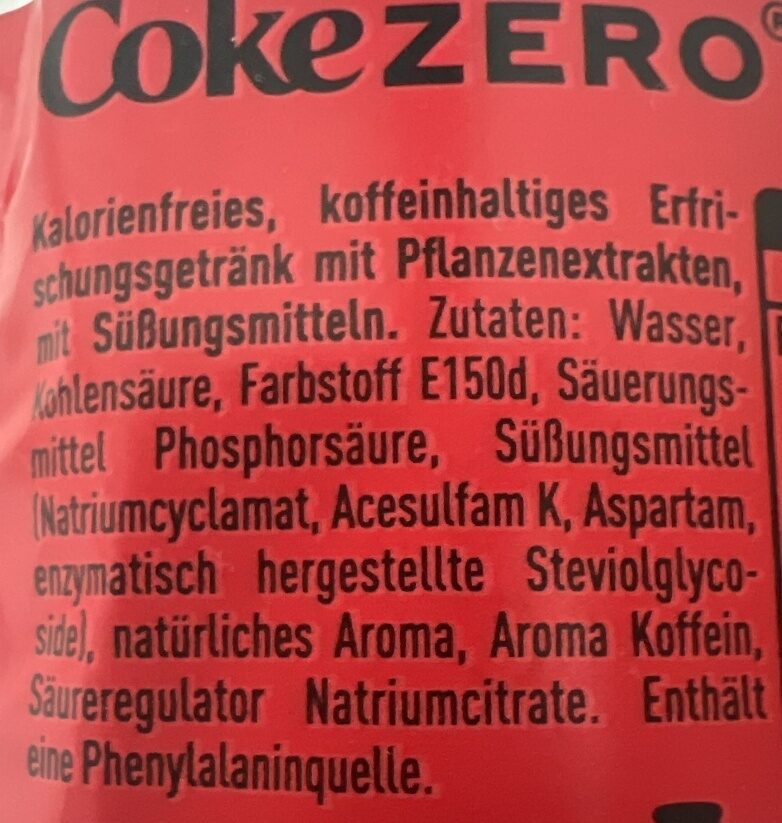 Coke ZERO®
Kalorienfreies, koffeinhaltiges Erfri-
schungsgetränk mit Pflanzenextrakten,
mit Süßungsmitteln. Zutaten: Wasser,
Kohlensäure, Farbstoff E150d, Säuerungs-
mittel Phosphorsäure, Süßungsmittel
(Natriumcyclamat, Acesulfam K, Aspartam,
enzymatisch hergestellte Steviolglyco-
side), natürliches Aroma, Aroma Koffein,
Säureregulator Natriumcitrate. Enthält
eine Phenylalaninquelle.